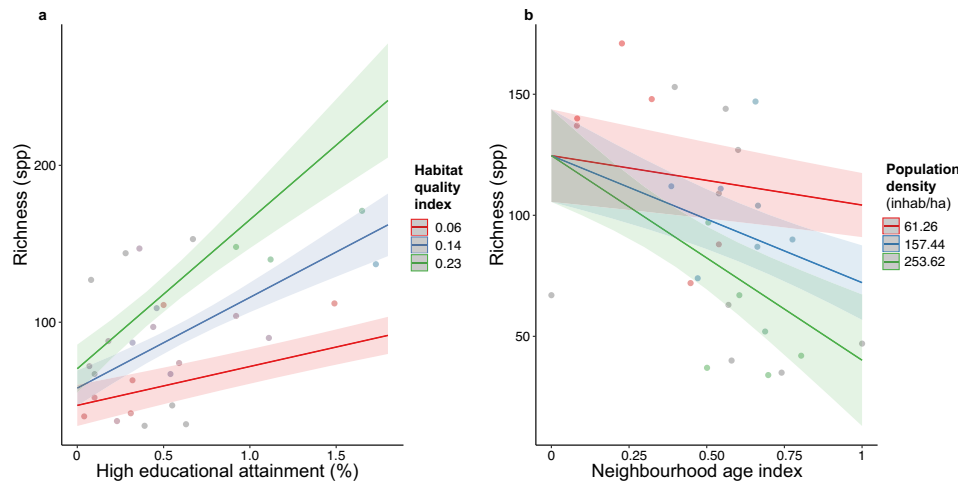 a
Richness (spp)
200
100
0
0.5
1.0
1.5
High educational attainment (%)
Habitat
quality
index
0.06
0.14
0.23
b
Richness (spp)
150
100
50
0
0.25
0.50
0.75
1
Neighbourhood age index
Population
density
(inhab/ha)
61.26
157.44
253.62